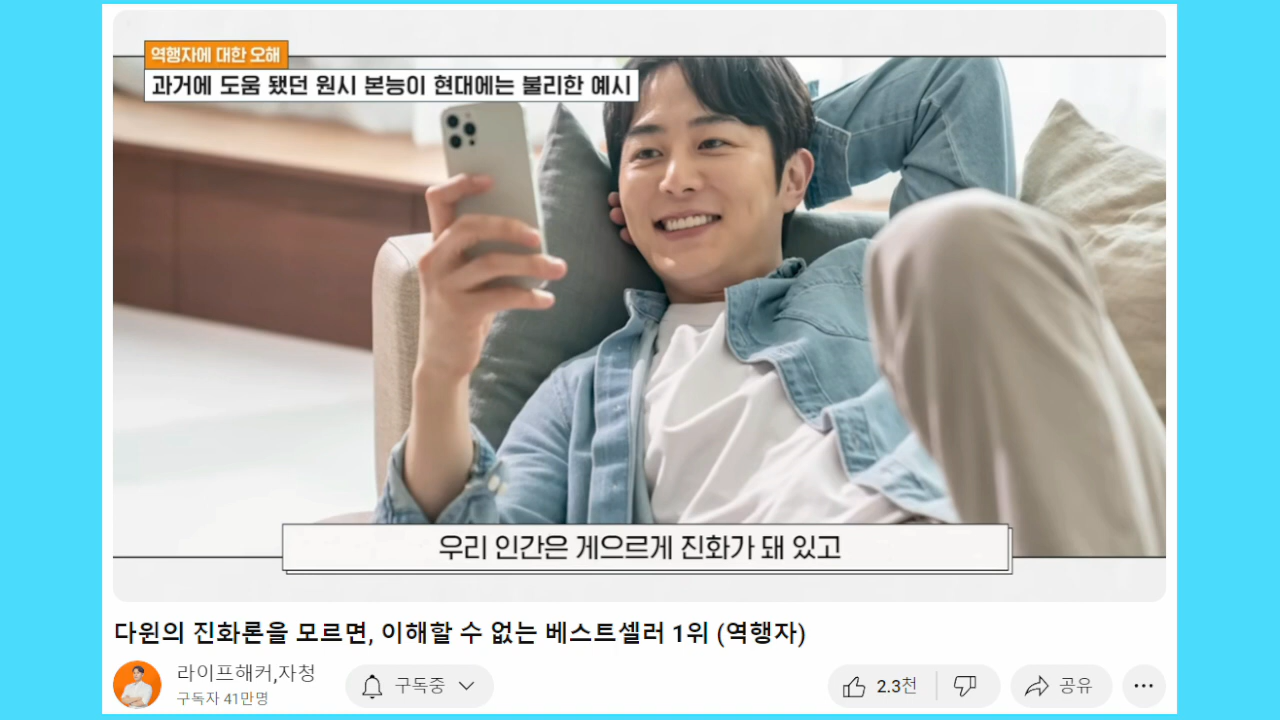 역행자에 대한 오해
과거에 도움 됐던 원시 본능이 현대에는 불리한 예시
우리 인간은 게으르게 진화가 돼 있고
다윈의 진화론을 모르면, 이해할 수 없는 베스트셀러 1위 (역행자)
라이프해커,자청
구독자 41만명
구독중
2.3천
공유